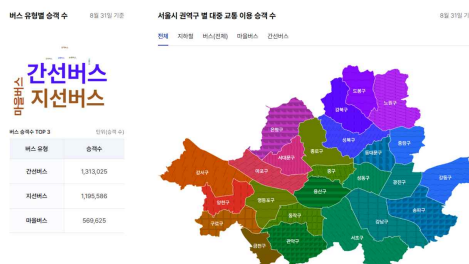 버스 유형별 승객 수
8월 31일 기준
간선버스
지선버스
마을버스
버스 승객수 TOP 3
단위(승객 수)
버스 유형 승객수
간선버스 1,313,025
지선버스 1,195,586
마을버스 569,625
서울시 권역구 별 대중 교통 이용 승객 수
8월 31일
전체 지하철 버스(전체) 마을버스 간선버스
도봉구
노원구
강북구
은평구
성북구
중랑구
종로구
동대문구
서대문구
강서구
마포구
중구
성동구
광진구
강동구
양천구
용산구
영등포구
송파구
동작구
강남구
구로구
서초구
관악구
금천구